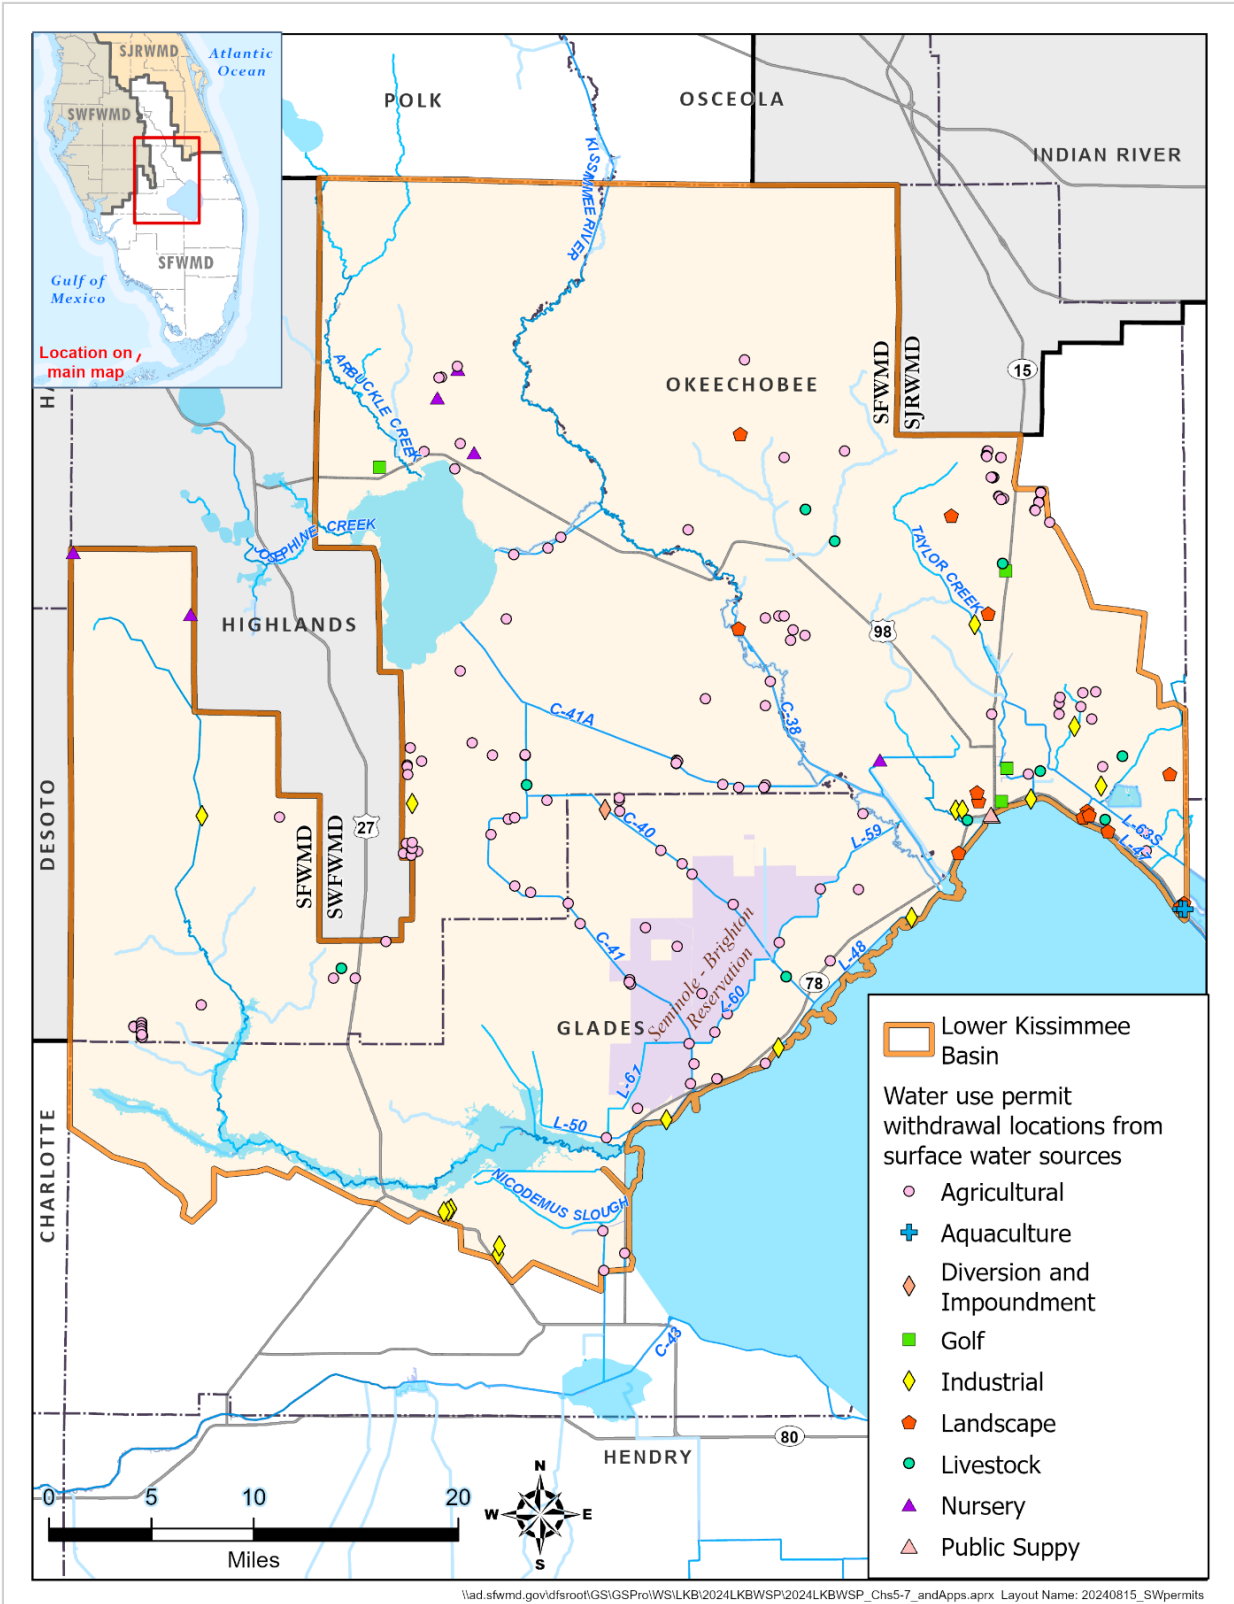 SJRWMD
Atlantic
Ocean
SWFWMD
SFWMD
Gulf of
Mexico
Location on
main map
POLK
OSCEOLA
INDIAN RIVER
KISSIMMEE RIVER
ARBUCKLE CREEK
OKEECHOBEE
SFWMD
SJRWMD
15
JOSEPHINE CREEK
TAYLOR CREEK
HIGHLANDS
98
C-41A
C-38
DESOTO
27
SFWMD
SWFWMD
C-40
L-59
L-63S
L-47
C-41
Seminole - Brighton
Reservation
L-48
78
L-60
GLADES
L-61
L-50
CHARLOTTE
NICODEMUS SLOUGH
C-43
80
HENDRY
Lower Kissimmee
Basin
Water use permit
withdrawal locations from
surface water sources
Agricultural
Aquaculture
Diversion and
Impoundment
Golf
Industrial
Landscape
Livestock
Nursery
Public Suppy
0 5 10 20
Miles
N
W E
S
\\ad.sfwmd.gov\dfsroot\GS\GSPro\WS\LKB\2024LKBWSP\2024LKBWSP_Chs5-7_andApps.aprx Layout Name: 20240815_SWpermits